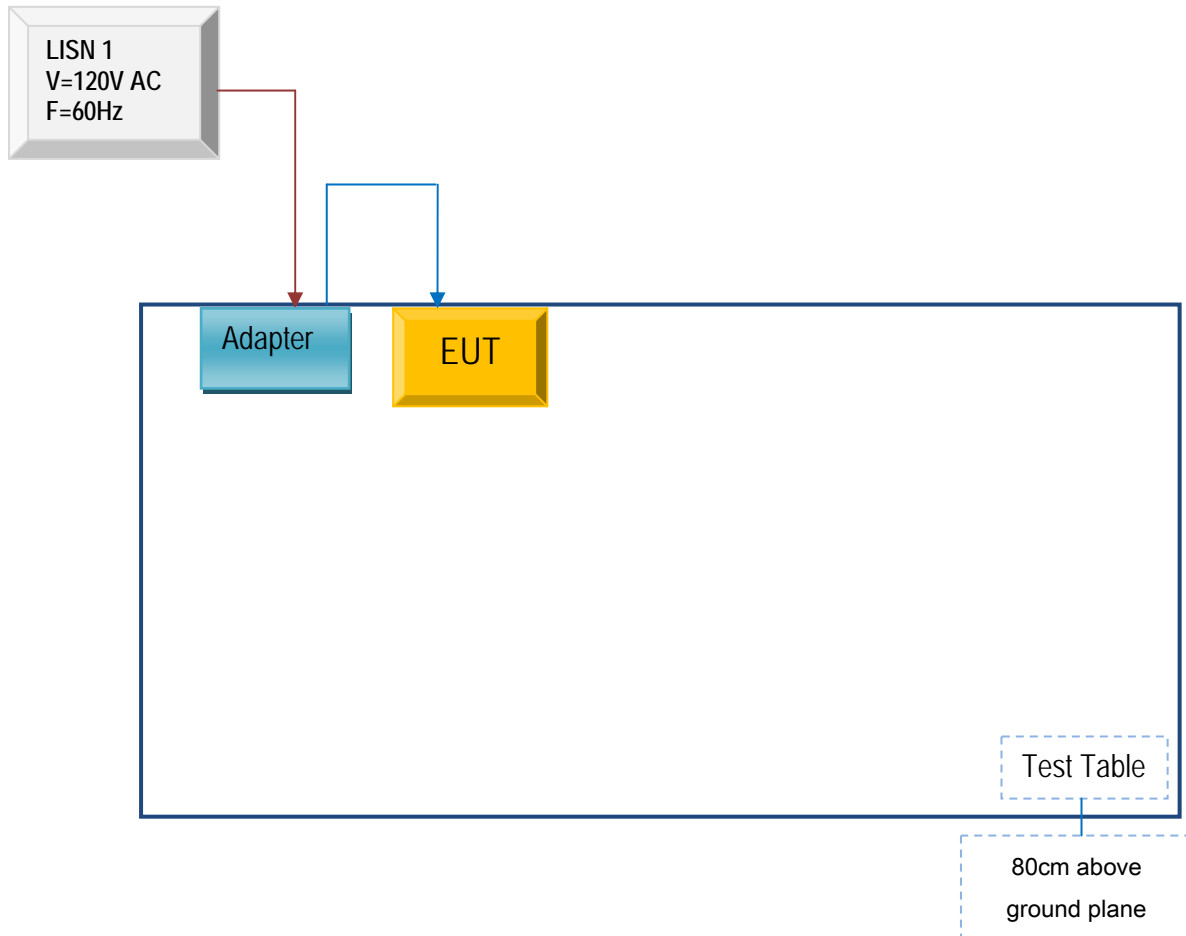 LISN 1
V=120V AC
F=60Hz
Adapter
EUT
Test Table
80cm above
ground plane